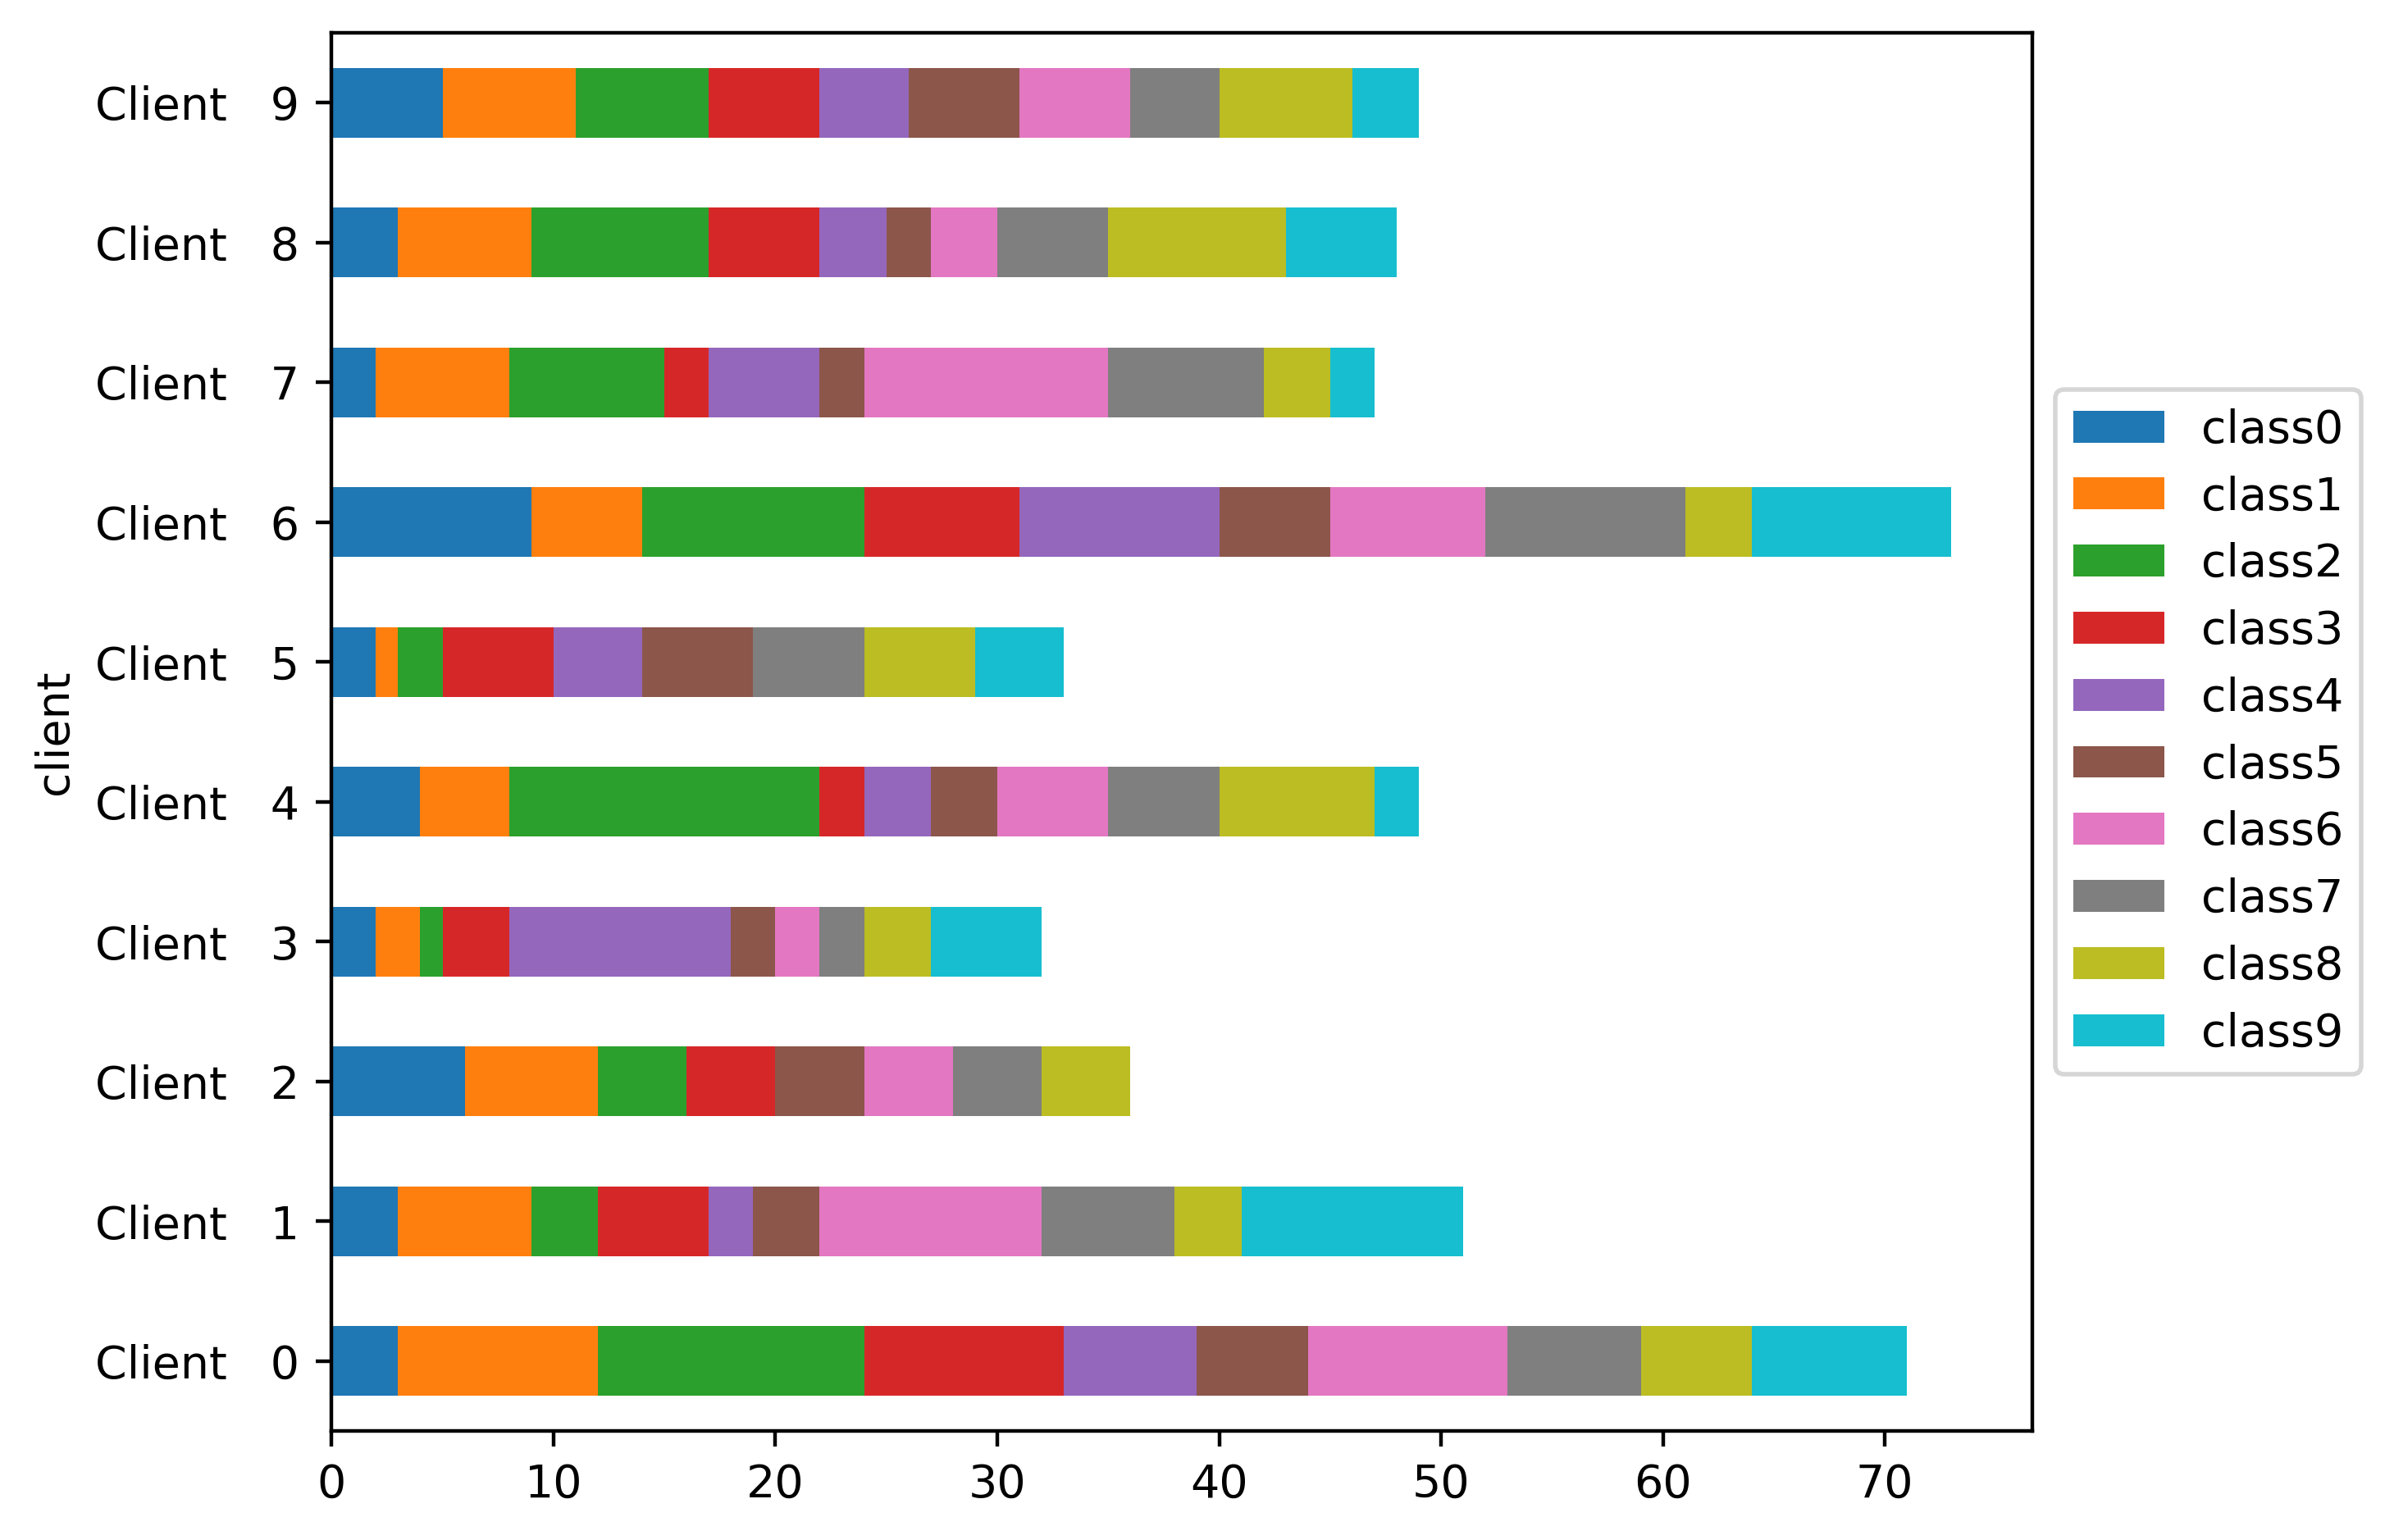 client
Client 9
Client 8
Client 7
Client 6
Client 5
Client 4
Client 3
Client 2
Client 1
Client 0
0 10 20 30 40 50 60 70
class0
class1
class2
class3
class4
class5
class6
class7
class8
class9